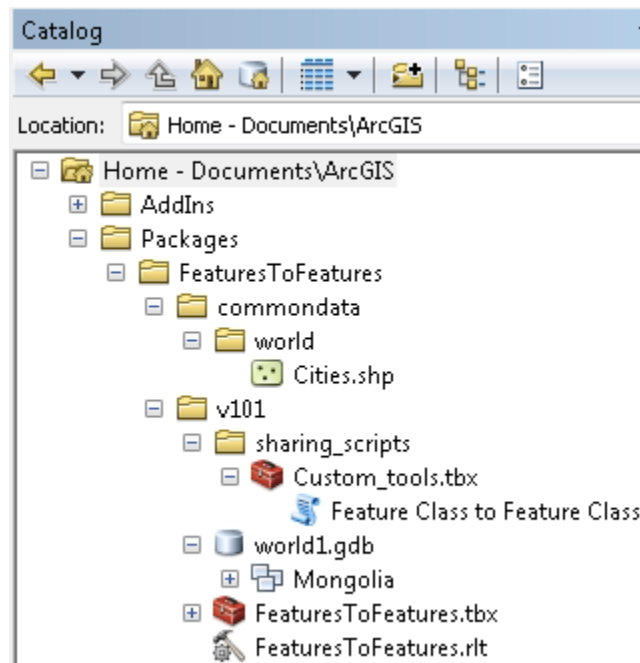 Catalog
Location: Home - Documents\ArcGIS
Home - Documents\ArcGIS
AddIns
Packages
FeaturesToFeatures
commondata
world
Cities.shp
v101
sharing_scripts
Custom_tools.tbx
Feature Class to Feature Class
world1.gdb
Mongolia
FeaturesToFeatures.tbx
FeaturesToFeatures.rlt